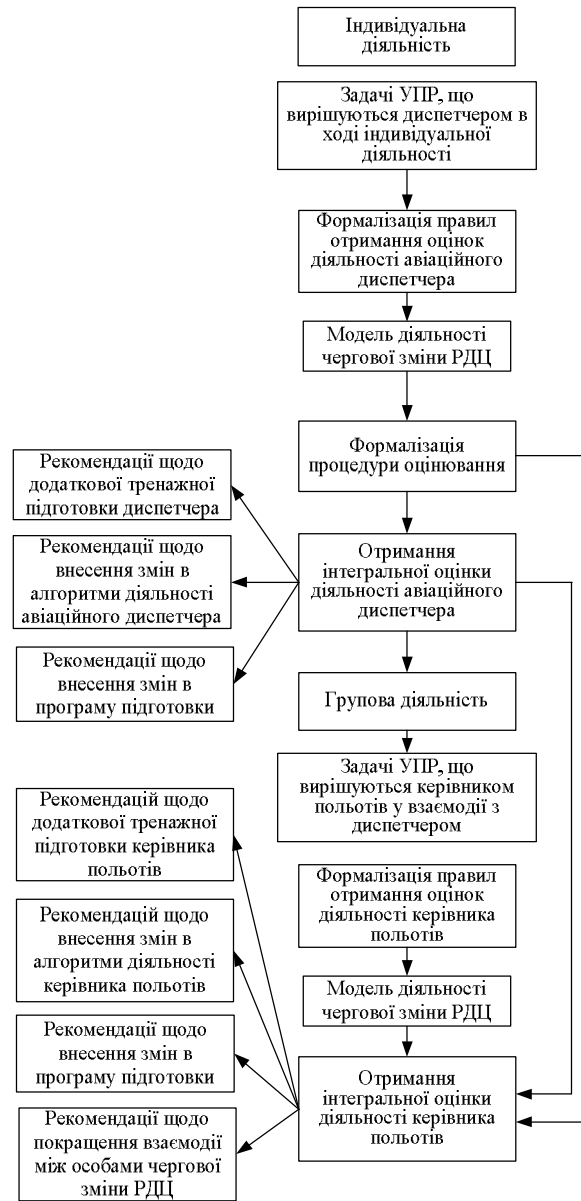 Індивідуальна
діяльність
Задачі УПР, що
вирішуються диспетчером в
ході індивідуальної
діяльності
Формалізація правил
отримання оцінок
діяльності авіаційного
диспетчера
Модель діяльності
чергової зміни РДЦ
Формалізація
процедури оцінювання
Рекомендації щодо
додаткової тренажної
підготовки диспетчера
Рекомендації щодо
внесення змін в
алгоритми діяльності
авіаційного диспетчера
Рекомендації щодо
внесення змін в
програму підготовки
Отримання
інтегральної оцінки
діяльності авіаційного
диспетчера
Групова діяльність
Задачі УПР, що
вирішуються керівником
польотів у взаємодії з
диспетчером
Формалізація правил
отримання оцінок
діяльності керівника
польотів
Модель діяльності
чергової зміни РДЦ
Отримання
інтегральної оцінки
діяльності керівника
польотів
Рекомендацій щодо
додаткової тренажної
підготовки керівника
польотів
Рекомендацій щодо
внесення змін в
алгоритми діяльності
керівника польотів
Рекомендації щодо
внесення змін в
програму підготовки
Рекомендації щодо
покращення взаємодії
між особами чергової
зміни РДЦ